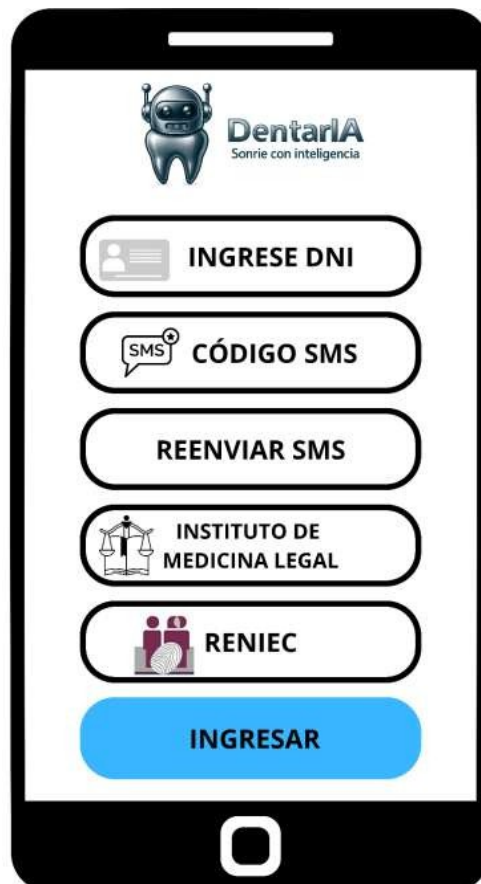 DentarIA
Sonrie con inteligencia
INGRESE DNI
SMS
CÓDIGO SMS
REENVIAR SMS
INSTITUTO DE
MEDICINA LEGAL
RENIEC
INGRESAR